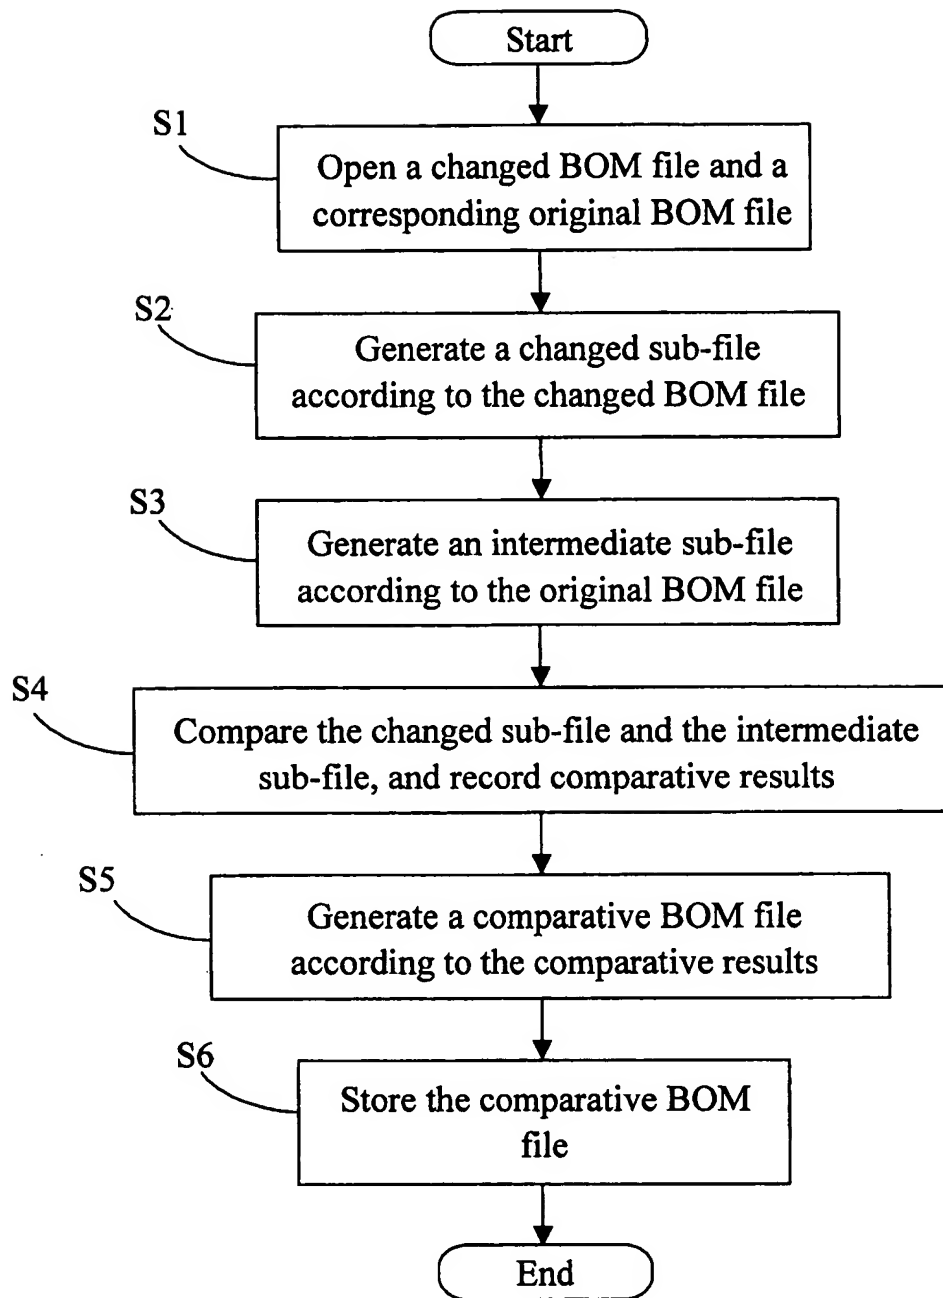 Start
S1
Open a changed BOM file and a
corresponding original BOM file
S2
Generate a changed sub-file
according to the changed BOM file
S3
Generate an intermediate sub-file
according to the original BOM file
S4
Compare the changed sub-file and the intermediate
sub-file, and record comparative results
S5
Generate a comparative BOM file
according to the comparative results
S6
Store the comparative BOM
file
End